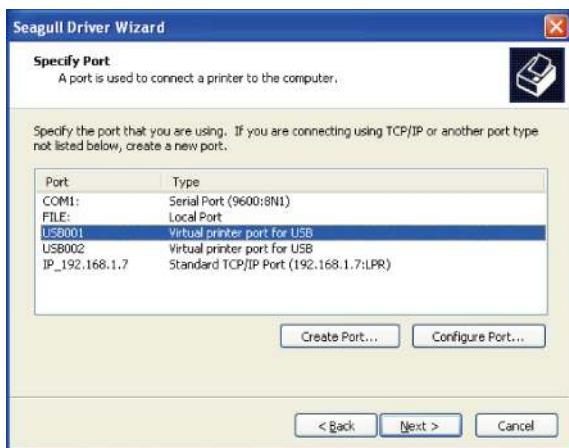 Seagull Driver Wizard
Specify Port
A port is used to connect a printer to the computer.
Specify the port that you are using. If you are connecting using TCP/IP or another port type
not listed below, create a new port.
Port Type
COM1: Serial Port (9600:8N1)
FILE: Local Port
USB001 Virtual printer port for USB
USB002 Virtual printer port for USB
IP_192.168.1.7 Standard TCP/IP Port (192.168.1.7:LPR)
Create Port... Configure Port...
< Back Next > Cancel